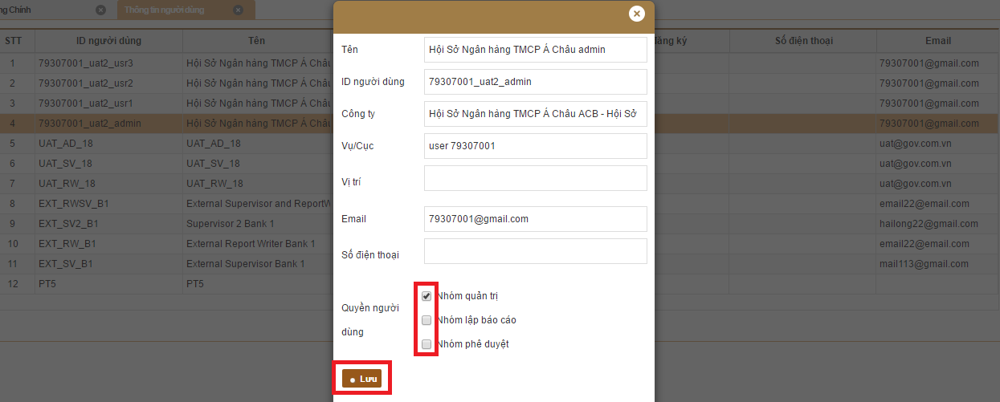 ng Chính
Thông tin người dùng
STT ID người dùng Tên đăng ký Số điện thoại Email
1 79307001_uat2_usr3 Hội Sở Ngân hàng TMCP Á Châu 79307001@gmail.com
2 79307001_uat2_usr2 Hội Sở Ngân hàng TMCP Á Châu 79307001@gmail.com
3 79307001_uat2_usr1 Hội Sở Ngân hàng TMCP Á Châu 79307001@gmail.com
4 79307001_uat2_admin Hội Sở Ngân hàng TMCP Á Châu 79307001@gmail.com
5 UAT_AD_18 UAT_AD_18 uat@gov.com.vn
6 UAT_SV_18 UAT_SV_18 uat@gov.com.vn
7 UAT_RW_18 UAT_RW_18 uat@gov.com.vn
8 EXT_RWSV_B1 External Supervisor and ReportW email22@email.com
9 EXT_SV2_B1 Supervisor 2 Bank 1 hailong22@gmail.com
10 EXT_RW_B1 External Report Writer Bank 1 email22@email.com
11 EXT_SV_B1 External Supervisor Bank 1 mail113@gmail.com
12 PT5 PT5
Tên Hội Sở Ngân hàng TMCP Á Châu admin
ID người dùng 79307001_uat2_admin
Công ty Hội Sở Ngân hàng TMCP Á Châu ACB - Hội Sở
Vụ/Cục user 79307001
Vị trí
Email 79307001@gmail.com
Số điện thoại
Quyền người
dùng
Nhóm quản trị
Nhóm lập báo cáo
Nhóm phê duyệt
Lưu